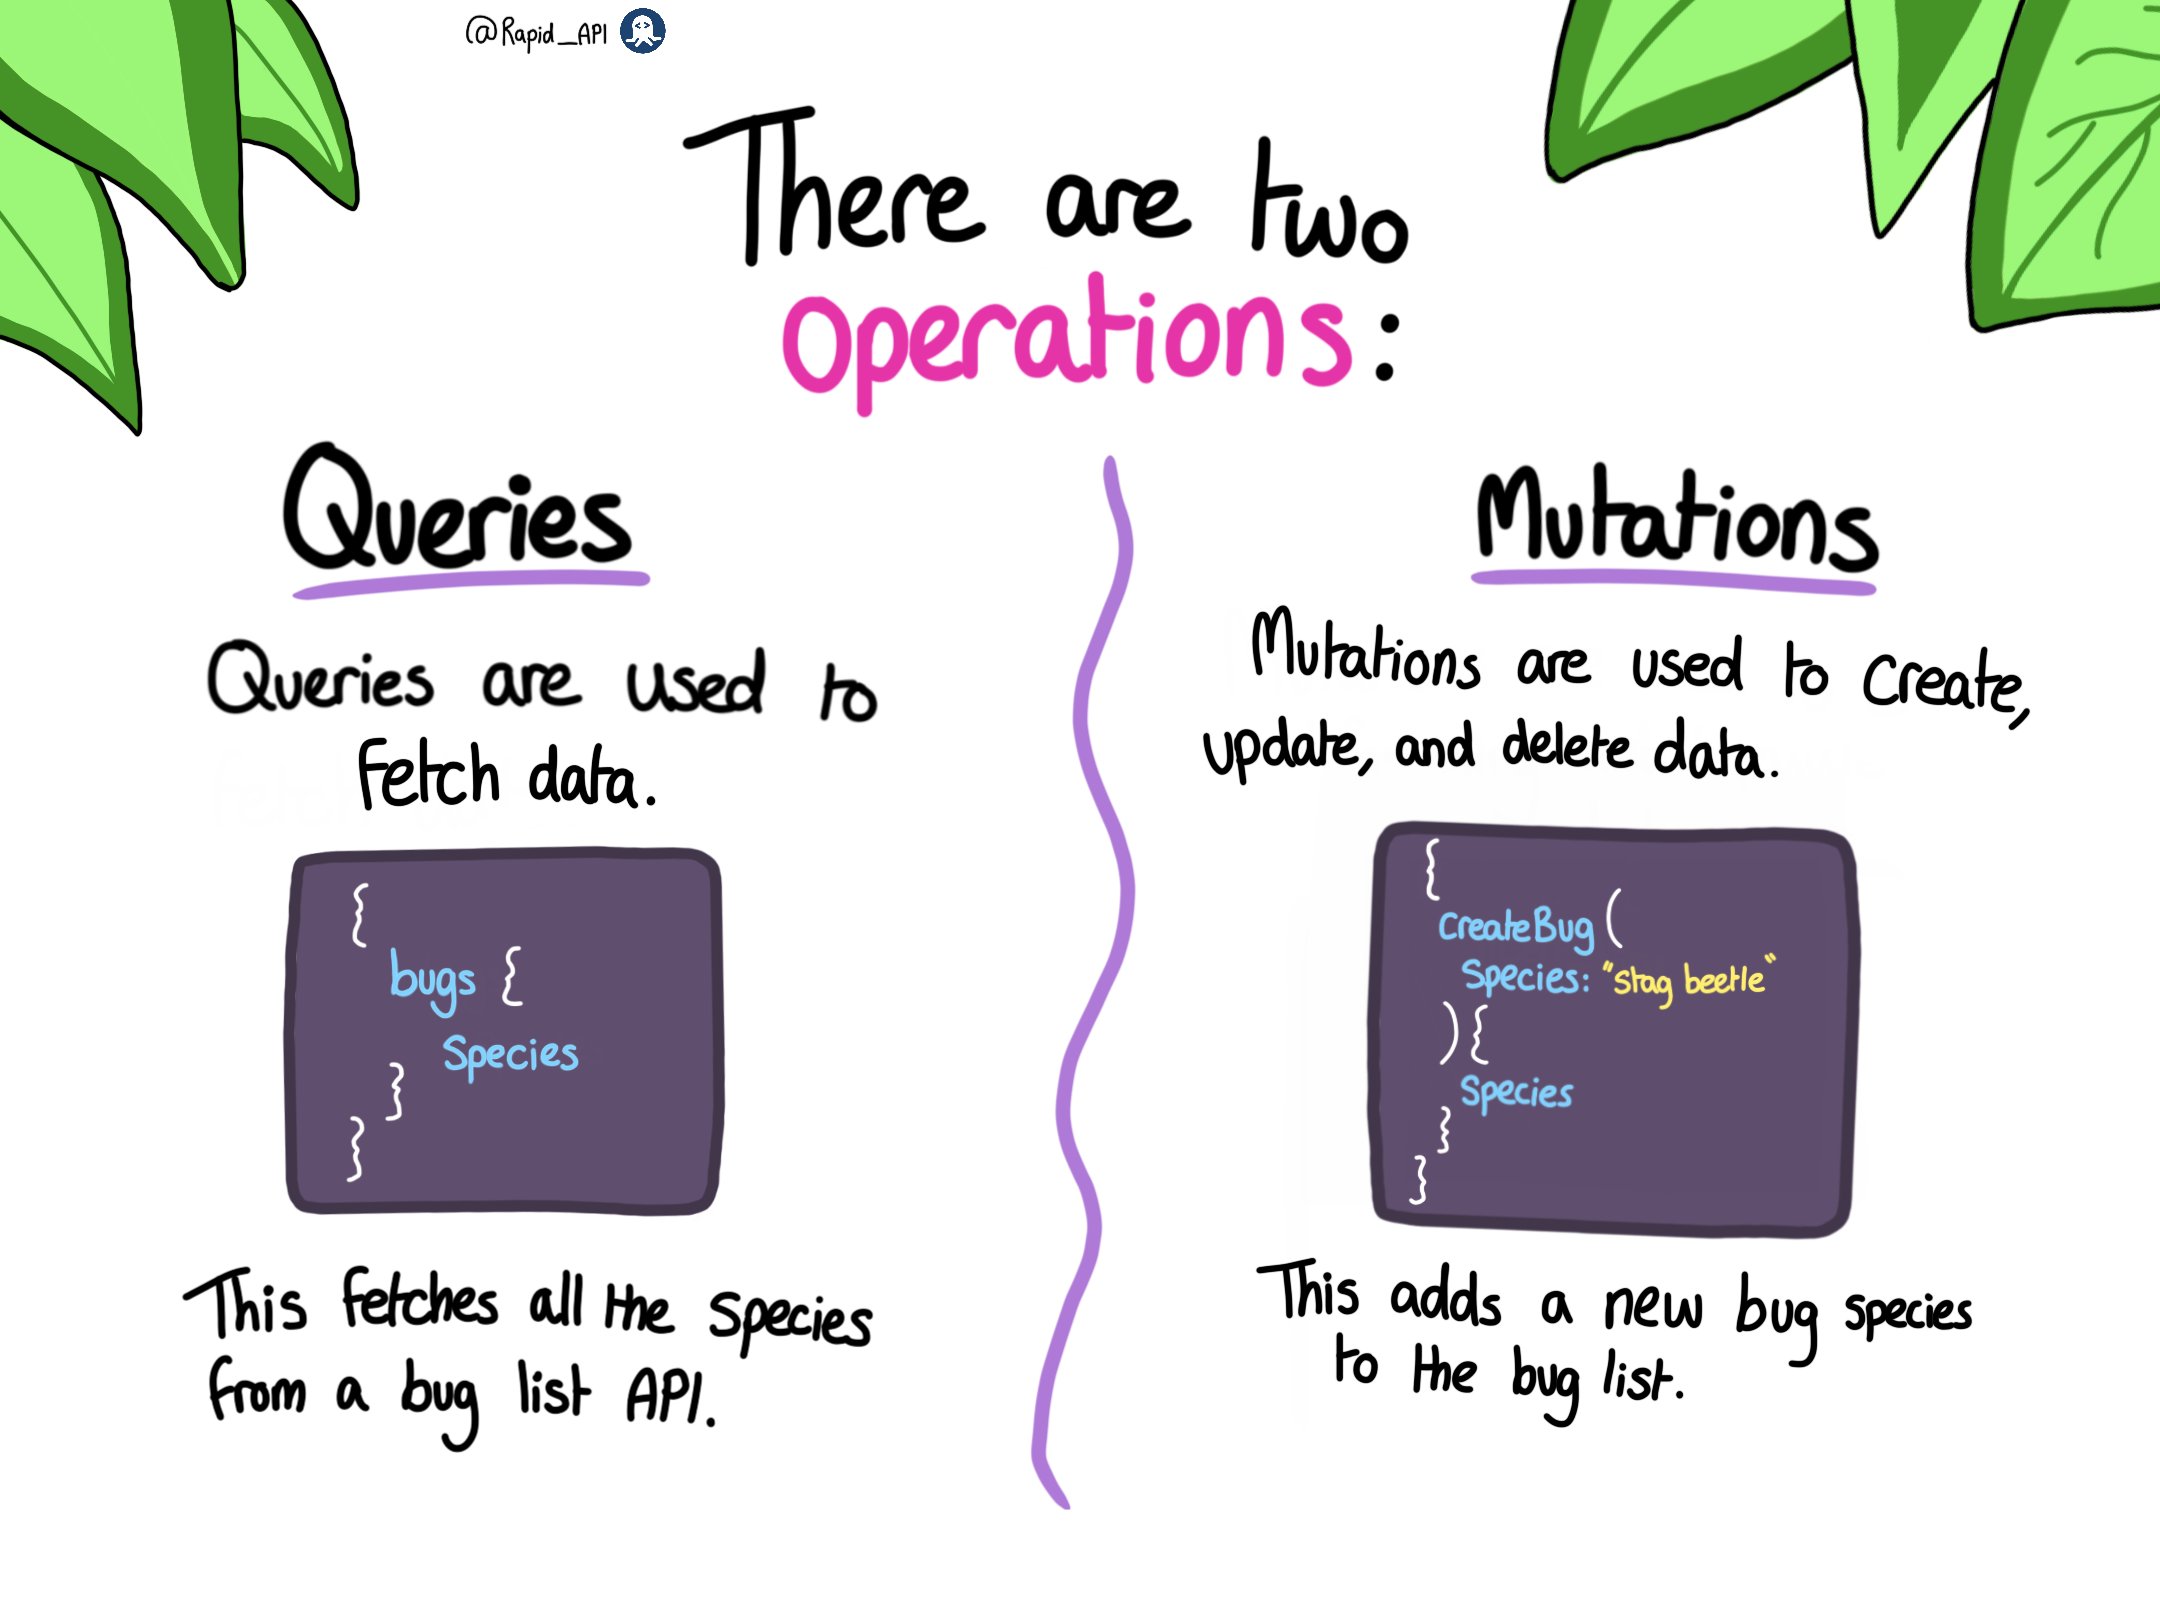 @Rapid_API
There are two
Operations:
Queries
Queries are used to
fetch data.
{
bugs {
Species
}
}
This fetches all the species
from a bug list API.
Mutations
Mutations are used to create,
update, and delete data.
{
createBug (
Species: "stag beetle"
) {
Species
}
}
This adds a new bug species
to the bug list.